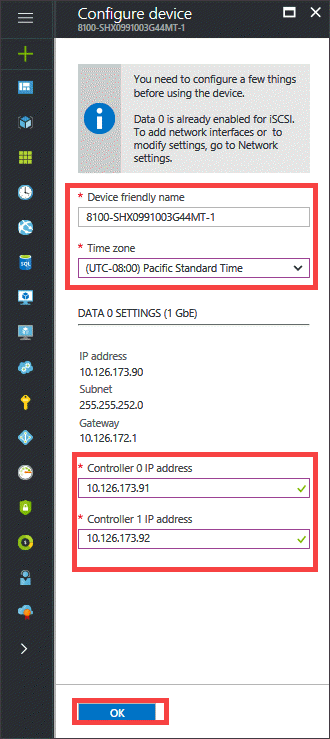 Configure device
8100-SHX0991003G44MT-1
You need to configure a few things
before using the device.
Data 0 is already enabled for iSCSI.
To add network interfaces or to
modify settings, go to Network
settings.
* Device friendly name
8100-SHX0991003G44MT-1
* Time zone
(UTC-08:00) Pacific Standard Time
DATA 0 SETTINGS (1 GbE)
IP address
10.126.173.90
Subnet
255.255.252.0
Gateway
10.126.172.1
* Controller 0 IP address
10.126.173.91
* Controller 1 IP address
10.126.173.92
OK
SQL